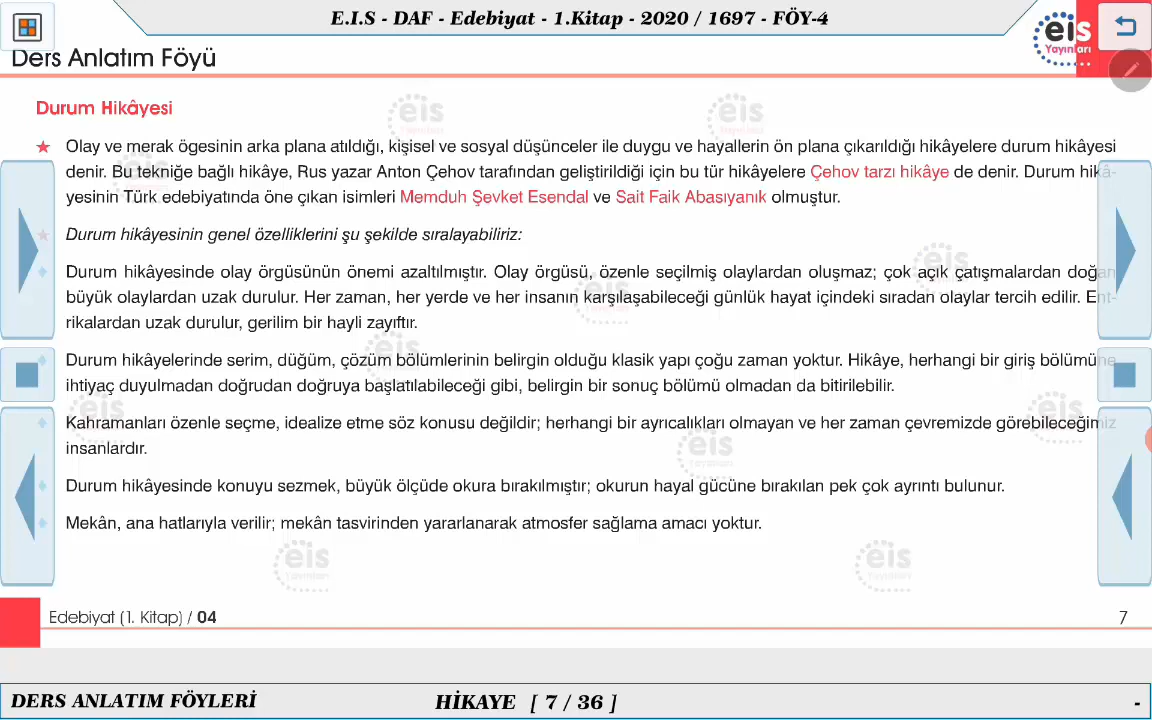 E.I.S - DAF - Edebiyat - 1.Kitap - 2020 / 1697 - FÖY-4
eis
Yayınları
Ders Anlatım Föyü
Durum Hikâyesi
Olay ve merak ögesinin arka plana atıldığı, kişisel ve sosyal düşünceler ile duygu ve hayallerin ön plana çıkarıldığı hikâyelere durum hikâyesi
denir. Bu tekniğe bağlı hikâye, Rus yazar Anton Çehov tarafından geliştirildiği için bu tür hikâyelere Çehov tarzı hikâye de denir. Durum hikâ-
yesinin Türk edebiyatında öne çıkan isimleri Memduh Şevket Esendal ve Sait Faik Abasıyanık olmuştur.
Durum hikâyesinin genel özelliklerini şu şekilde sıralayabiliriz:
Durum hikâyesinde olay örgüsünün önemi azaltılmıştır. Olay örgüsü, özenle seçilmiş olaylardan oluşmaz; çok açık çatışmalardan doğan
büyük olaylardan uzak durulur. Her zaman, her yerde ve her insanın karşılaşabileceği günlük hayat içindeki sıradan olaylar tercih edilir. Ent-
rikalardan uzak durulur, gerilim bir hayli zayıftır.
Durum hikâyelerinde serim, düğüm, çözüm bölümlerinin belirgin olduğu klasik yapı çoğu zaman yoktur. Hikâye, herhangi bir giriş bölümüne
ihtiyaç duyulmadan doğrudan doğruya başlatılabileceği gibi, belirgin bir sonuç bölümü olmadan da bitirilebilir.
Kahramanları özenle seçme, idealize etme söz konusu değildir; herhangi bir ayrıcalıkları olmayan ve her zaman çevremizde görebileceğimiz
insanlardır.
Durum hikâyesinde konuyu sezmek, büyük ölçüde okura bırakılmıştır; okurun hayal gücüne bırakılan pek çok ayrıntı bulunur.
Mekân, ana hatlarıyla verilir; mekân tasvirinden yararlanarak atmosfer sağlama amacı yoktur.
Edebiyat (1. Kitap) / 04
7
DERS ANLATIM FÖYLERİ
HİKAYE [ 7 / 36 ]
-